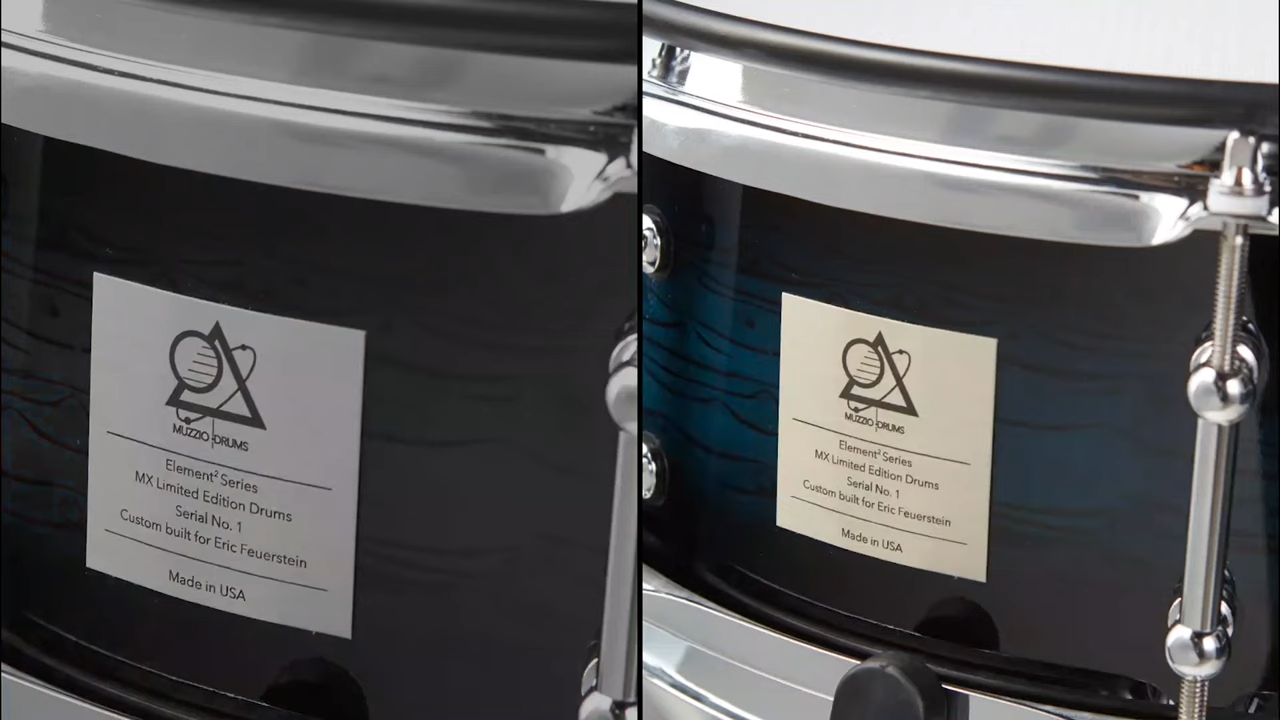 MUZZIO DRUMS
Element² Series
MX Limited Edition Drums
Serial No. 1
Custom built for Eric Feuerstein
Made in USA
MUZZIO DRUMS
Element² Series
MX Limited Edition Drums
Serial No. 1
Custom built for Eric Feuerstein
Made in USA